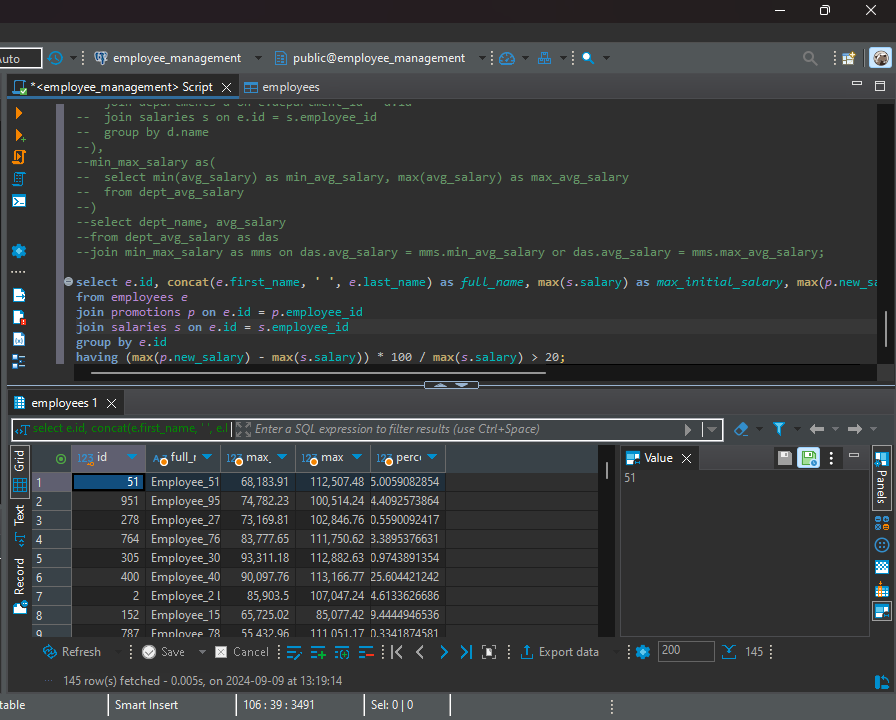 Auto employee_management public@employee_management
*<employee_management> Script employees
-- join departments d on e.department_id = d.id
-- join salaries s on e.id = s.employee_id
-- group by d.name
--),
--min_max_salary as(
-- select min(avg_salary) as min_avg_salary, max(avg_salary) as max_avg_salary
-- from dept_avg_salary
--)
--select dept_name, avg_salary
--from dept_avg_salary as das
--join min_max_salary as mms on das.avg_salary = mms.min_avg_salary or das.avg_salary = mms.max_avg_salary;
select e.id, concat(e.first_name, ' ', e.last_name) as full_name, max(s.salary) as max_initial_salary, max(p.new_sa
from employees e
join promotions p on e.id = p.employee_id
join salaries s on e.id = s.employee_id
group by e.id
having (max(p.new_salary) - max(s.salary)) * 100 / max(s.salary) > 20;
employees 1
select e.id, concat(e.first_name, ' ', e.l Enter a SQL expression to filter results (use Ctrl+Space)
Grid
Text
Record
123 id A-Z full_r 123 max_ 123 max 123 perc
1 51 Employee_51 68,183.91 112,507.48 5.0059082854
2 951 Employee_95 74,782.23 100,514.24 4.4092573864
3 278 Employee_27 73,169.81 102,846.76 0.5590092417
4 764 Employee_76 83,777.65 111,750.62 3.3895376631
5 305 Employee_30 93,311.18 112,882.63 0.9743891354
6 400 Employee_40 90,097.76 113,166.77 25.604421242
7 2 Employee_2 l 85,903.5 107,047.24 4.6133626686
8 152 Employee_15 65,725.02 85,077.42 9.4444946536
9 787 Employee_78 55,432.96 111,051.17 0.3341874581
Value
51
Panels
Refresh Save Cancel Export data 200 145
145 row(s) fetched - 0.005s, on 2024-09-09 at 13:19:14
table Smart Insert 106 : 39 : 3491 Sel: 0 | 0